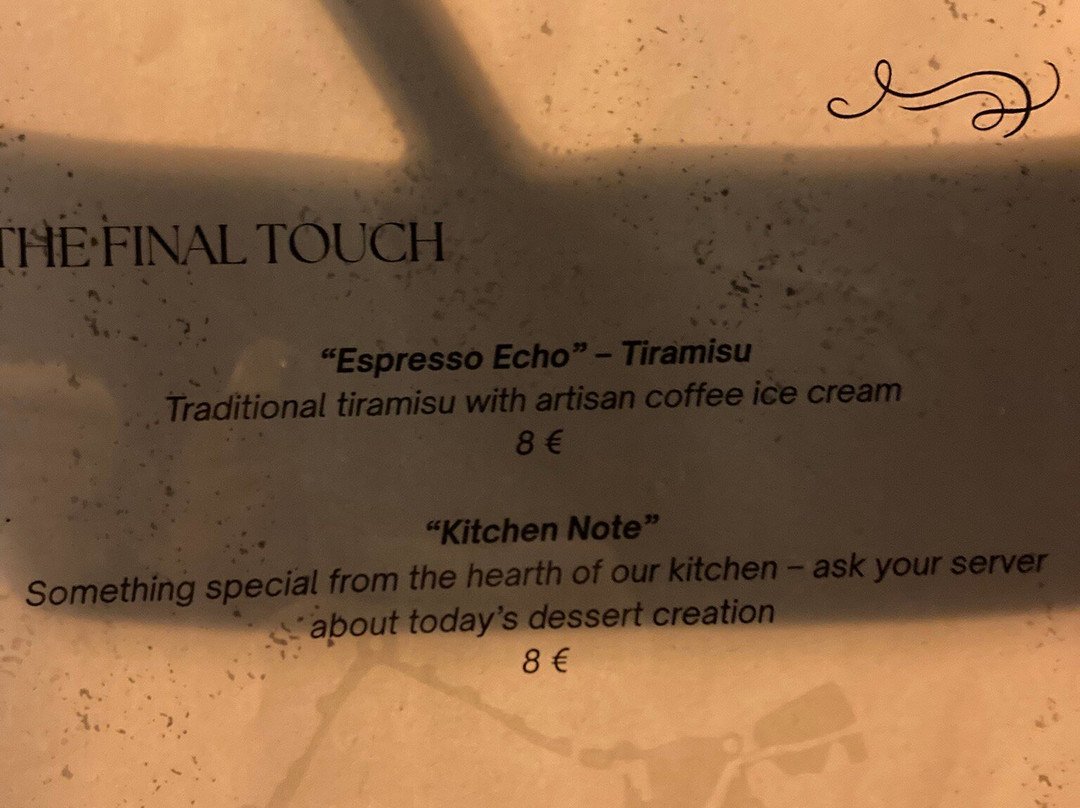 THE FINAL TOUCH
“Espresso Echo” – Tiramisu
Traditional tiramisu with artisan coffee ice cream
8 €
“Kitchen Note”
Something special from the hearth of our kitchen – ask your server
about today’s dessert creation
8 €